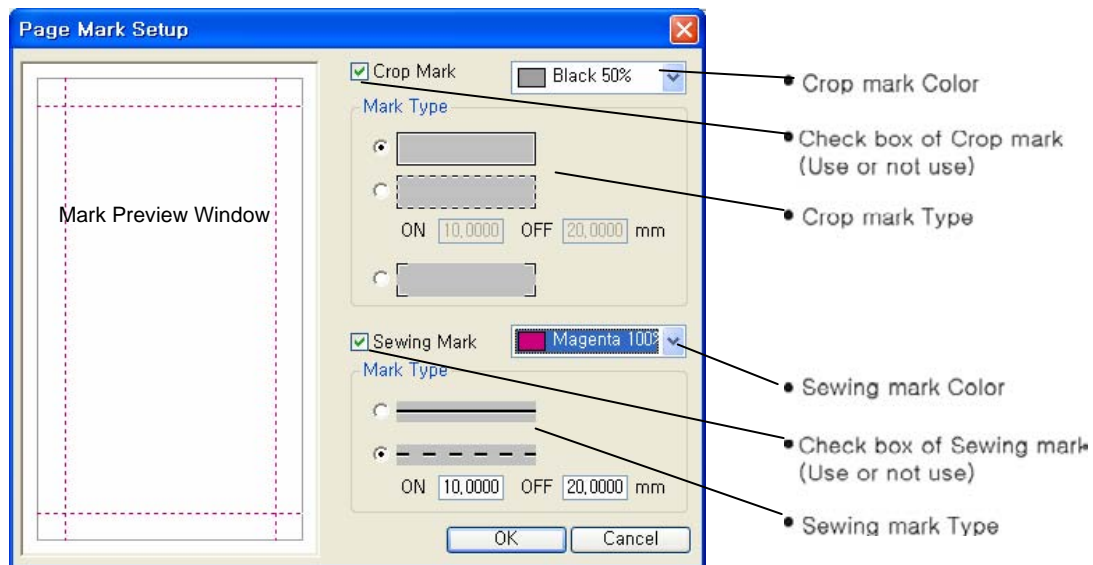 Page Mark Setup
Crop Mark
Black 50%
Mark Type
ON 10,0000 OFF 20,0000 mm
Mark Preview Window
Sewing Mark
Magenta 100%
Mark Type
ON 10,0000 OFF 20,0000 mm
OK
Cancel
Crop mark Color
Check box of Crop mark
(Use or not use)
Crop mark Type
Sewing mark Color
Check box of Sewing mark
(Use or not use)
Sewing mark Type